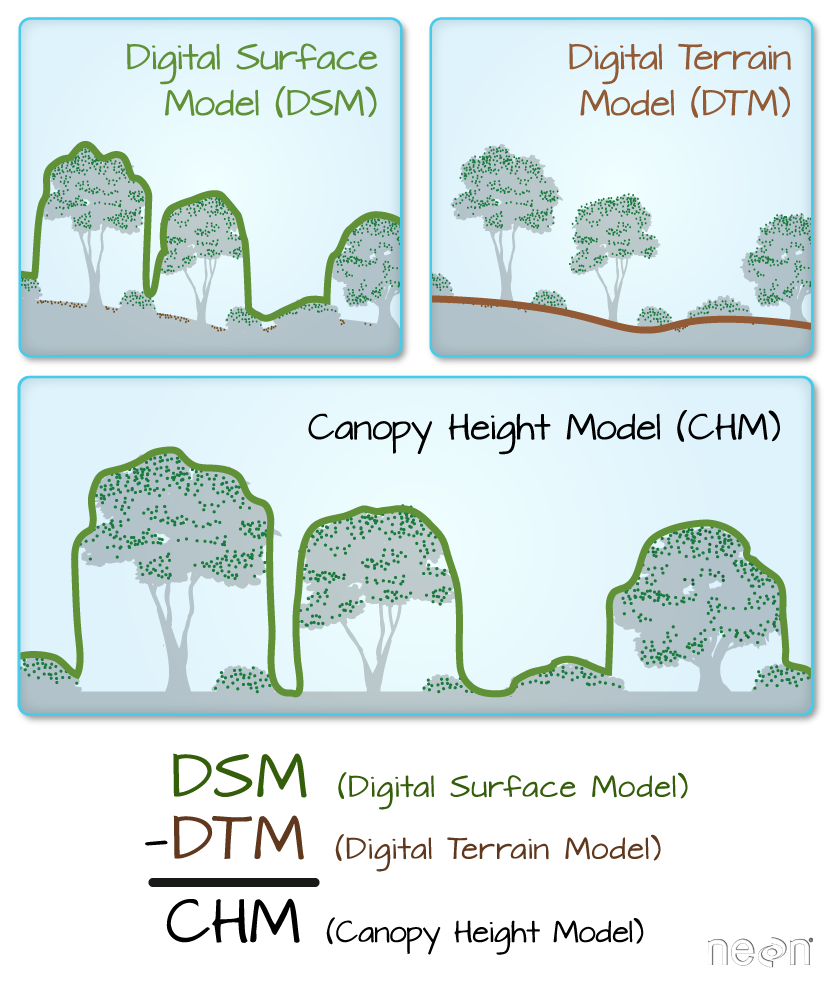 Digital Surface
Model (DSM)
Digital Terrain
Model (DTM)
Canopy Height Model (CHM)
DSM (Digital Surface Model)
-DTM (Digital Terrain Model)
CHM (Canopy Height Model)
neon